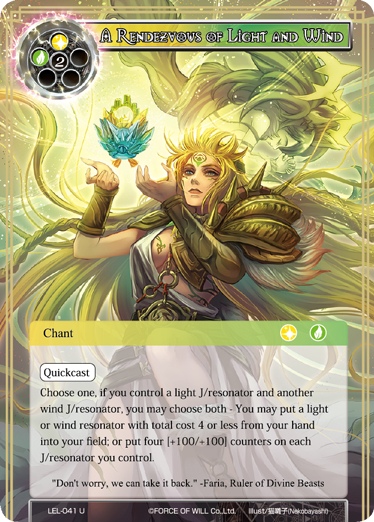 A Rendezvous of Light and Wind
2
Chant
Quickcast
Choose one, if you control a light J/resonator and another
wind J/resonator, you may choose both - You may put a light
or wind resonator with total cost 4 or less from your hand
into your field; or put four [+100/+100] counters on each
J/resonator you control.
"Don't worry, we can take it back." -Faria, Ruler of Divine Beasts
LEL-041 U ©FORCE OF WILL Co.,Ltd. Illust/猫囃子(Nekobayashi)